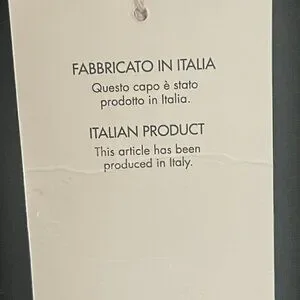 FABBRICATO IN ITALIA
Questo capo è stato
prodotto in Italia.
ITALIAN PRODUCT
This article has been
produced in Italy.